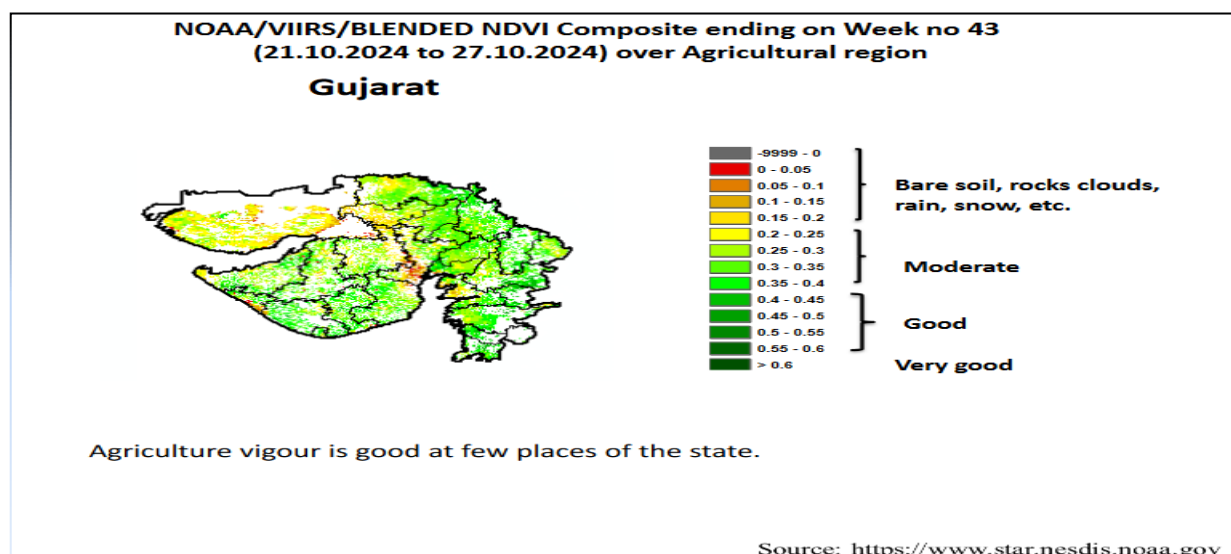 NOAA/VIIRS/BLENDED NDVI Composite ending on Week no 43
(21.10.2024 to 27.10.2024) over Agricultural region
Gujarat
-9999 - 0
0 - 0.05
0.05 - 0.1
0.1 - 0.15
0.15 - 0.2
0.2 - 0.25
0.25 - 0.3
0.3 - 0.35
0.35 - 0.4
0.4 - 0.45
0.45 - 0.5
0.5 - 0.55
0.55 - 0.6
> 0.6
Bare soil, rocks clouds,
rain, snow, etc.
Moderate
Good
Very good
Agriculture vigour is good at few places of the state.
Source: https://www.star.nesdis.noaa.gov